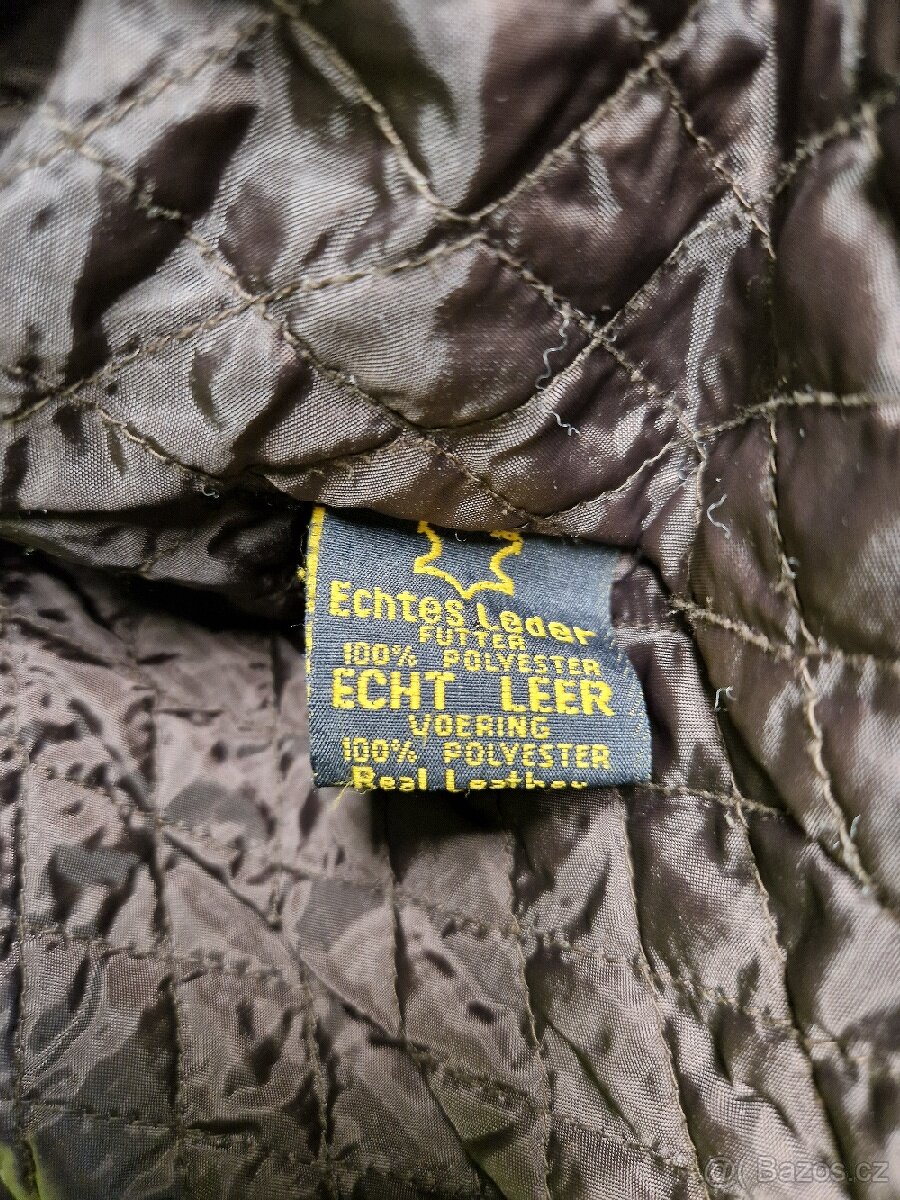 Echtes Leder
FUTTER
100% POLYESTER
ECHT LEER
VOERING
100% POLYESTER
Real Leather
@ Bazos.cz